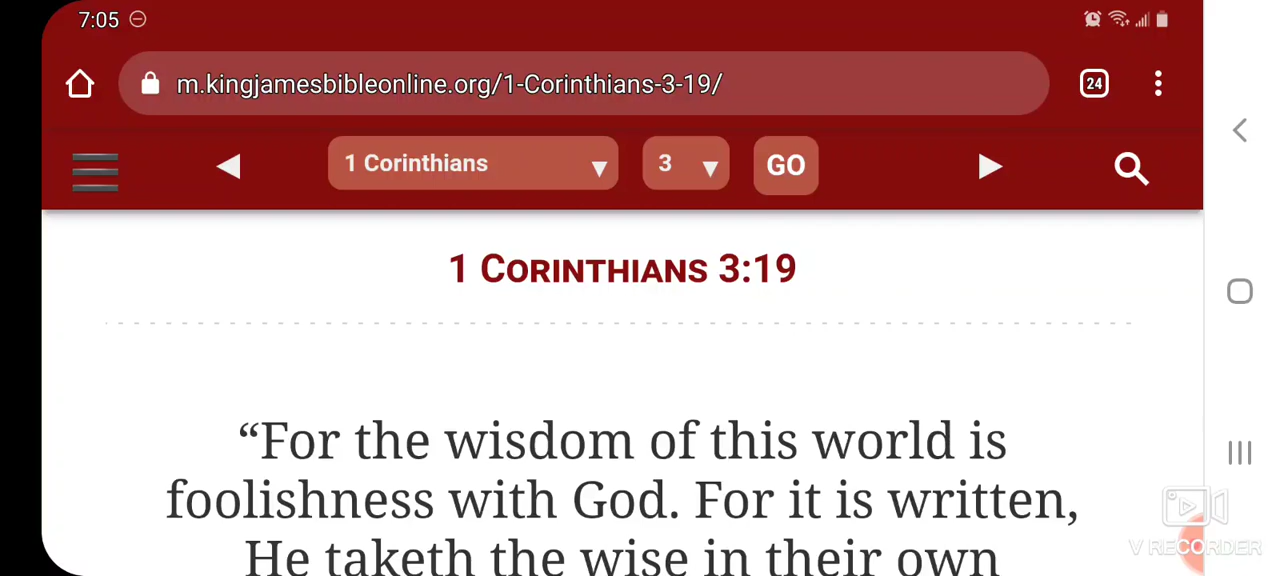 7:05
m.kingjamesbibleonline.org/1-Corinthians-3-19/
24
1 Corinthians
3
GO
1 CORINTHIANS 3:19
“For the wisdom of this world is
foolishness with God. For it is written,
He taketh the wise in their own
V RECORDER